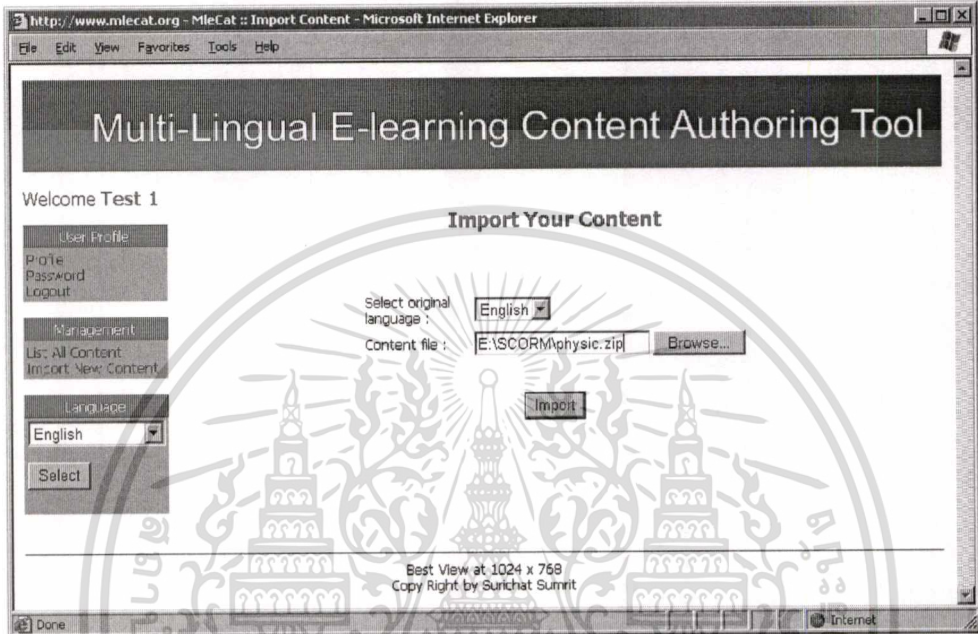 http://www.mlecat.org - MleCat :: Import Content - Microsoft Internet Explorer
File Edit View Favorites Tools Help
Multi-Lingual E-learning Content Authoring Tool
Welcome Test 1
User Profile
Profile
Password
Logout
Management
List All Content
Import New Content
Language
English
Select
Import Your Content
Select original
language :
English
Content file :
E:\SCORM\physic.zip
Browse...
Import
Best View at 1024 x 768
Copy Right by Surichat Sumrit
Done
Internet